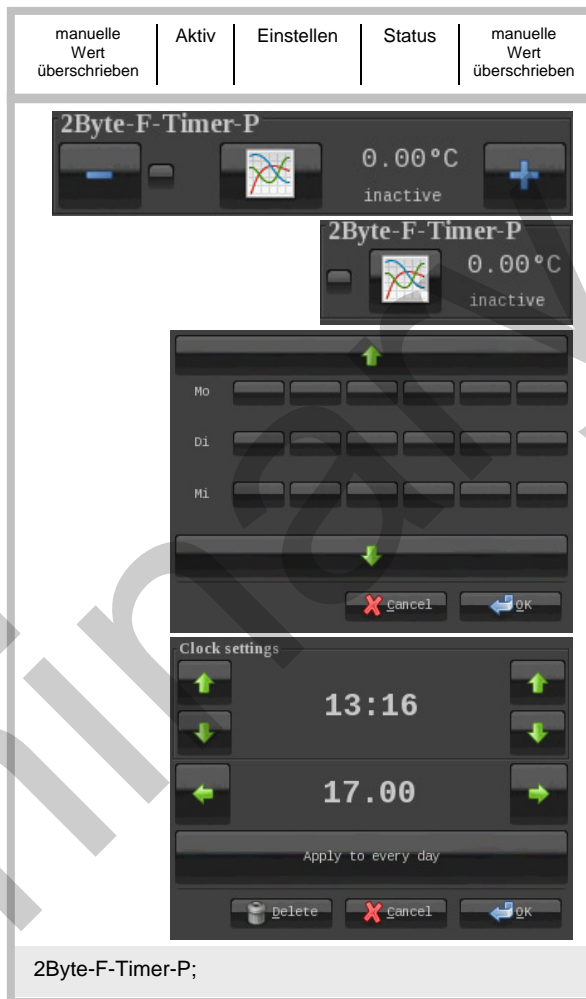 manuelle Wert überschrieben
Aktiv
Einstellen
Status
manuelle Wert überschrieben
2Byte-F-Timer-P
0.00°C
inactive
2Byte-F-Timer-P
0.00°C
inactive
Mo
Di
Mi
Cancel
OK
Clock settings
13:16
17.00
Apply to every day
Delete
Cancel
OK
2Byte-F-Timer-P;